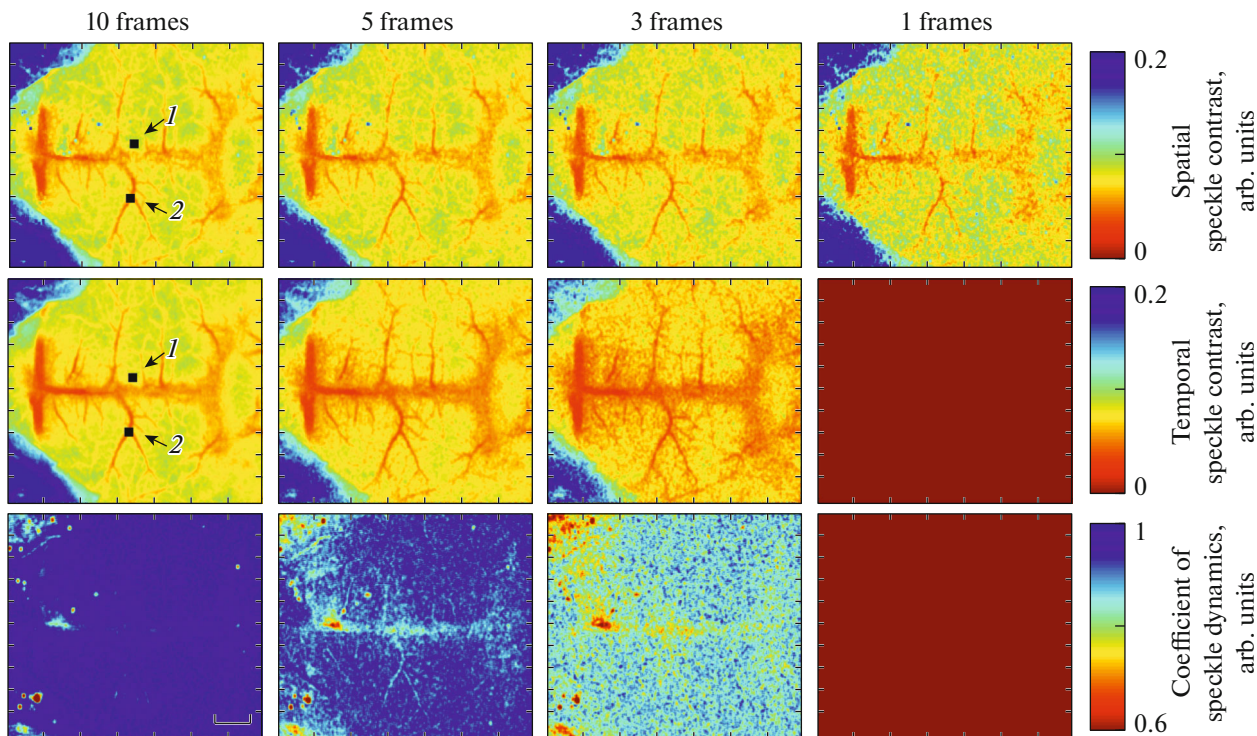 10 frames
5 frames
3 frames
1 frames
1
2
0.2
0
Spatial
speckle contrast,
arb. units
1
2
0.2
0
Temporal
speckle contrast,
arb. units
1
0.6
Coefficient of
speckle dynamics,
arb. units